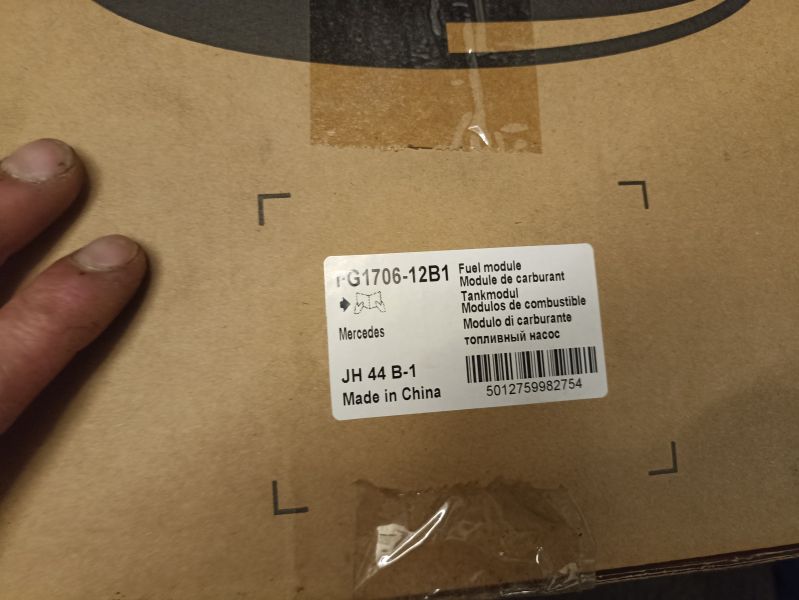 FG1706-12B1
Fuel module
Module de carburant
Tankmodul
Modulos de combustible
Modulo di carburante
топливный насос
Mercedes
JH 44 B-1
Made in China
5012759982754